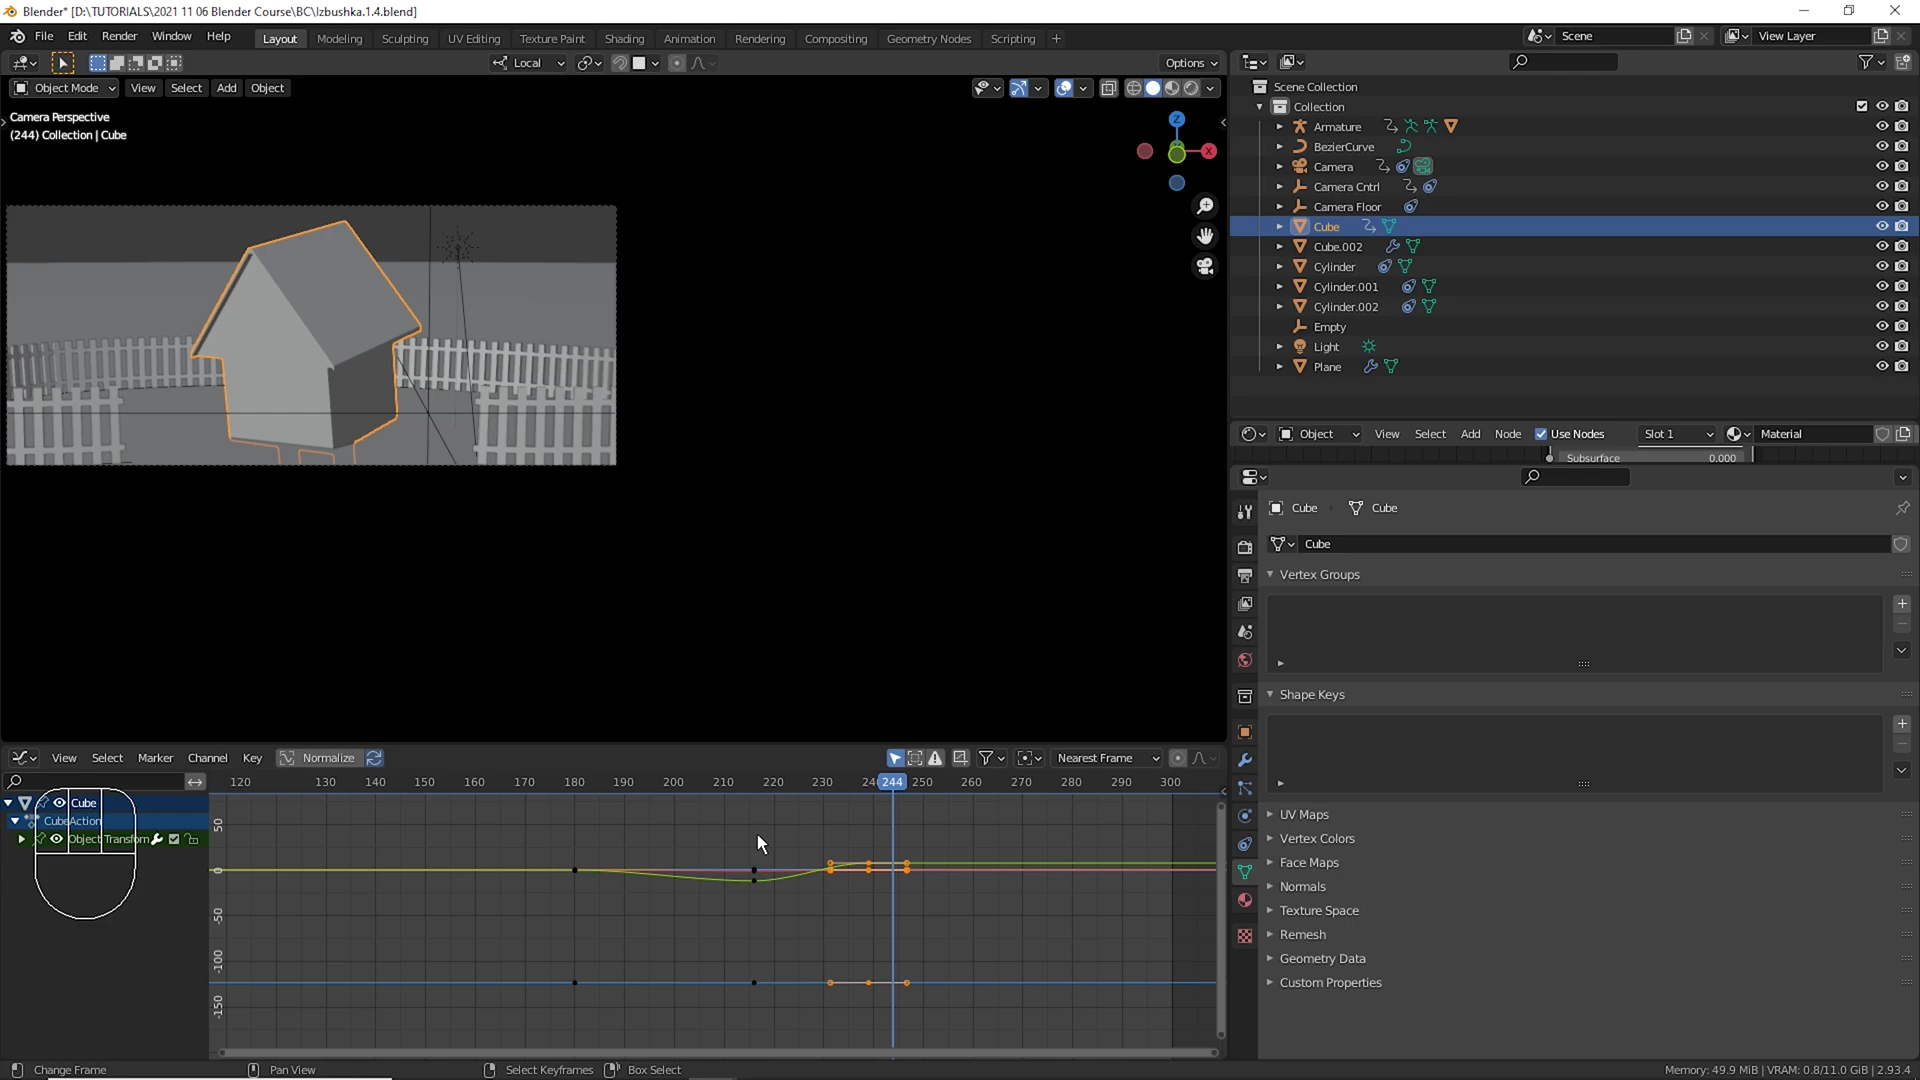 Blender* [D:\TUTORIALS\2021 11 06 Blender Course\BC\Izbushka.1.4.blend]
File Edit Render Window Help Layout Modeling Sculpting UV Editing Texture Paint Shading Animation Rendering Compositing Geometry Nodes Scripting + Scene View Layer
Local Options
Object Mode View Select Add Object
Camera Perspective
(244) Collection | Cube
Z
X
Scene Collection
Collection
Armature
BezierCurve
Camera
Camera Cntrl
Camera Floor
Cube
Cube.002
Cylinder
Cylinder.001
Cylinder.002
Empty
Light
Plane
Object View Select Add Node Use Nodes Slot 1 Material
Subsurface 0.000
Cube Cube
Cube
Vertex Groups
Shape Keys
UV Maps
Vertex Colors
Face Maps
Normals
Texture Space
Remesh
Geometry Data
Custom Properties
View Select Marker Channel Key Normalize Nearest Frame
120 130 140 150 160 170 180 190 200 210 220 230 244 250 260 270 280 290 300
Cube
CubeAction
Object Transform
50
0
-50
-100
-150
Change Frame Pan View Select Keyframes Box Select Memory: 49.9 MiB | VRAM: 0.8/11.0 GiB | 2.93.4